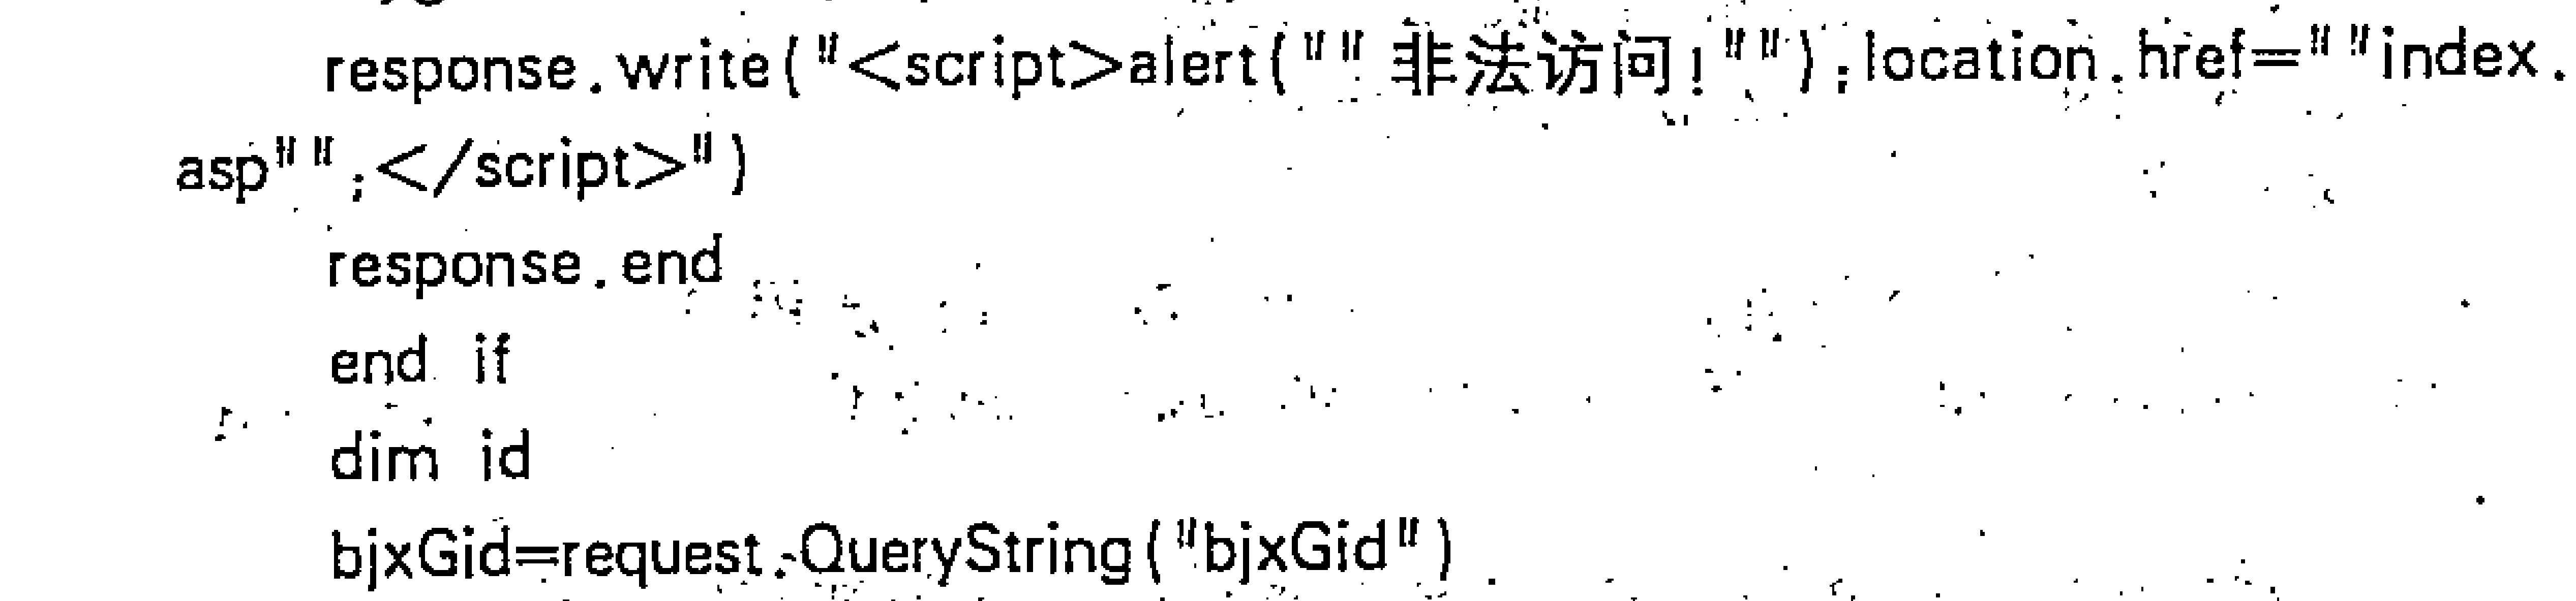 response.write("<script>alert(""非法访问!"");location.href=""index.
asp"";</script>")
response.end
end if
dim id
bjxGid=request.QueryString("bjxGid")